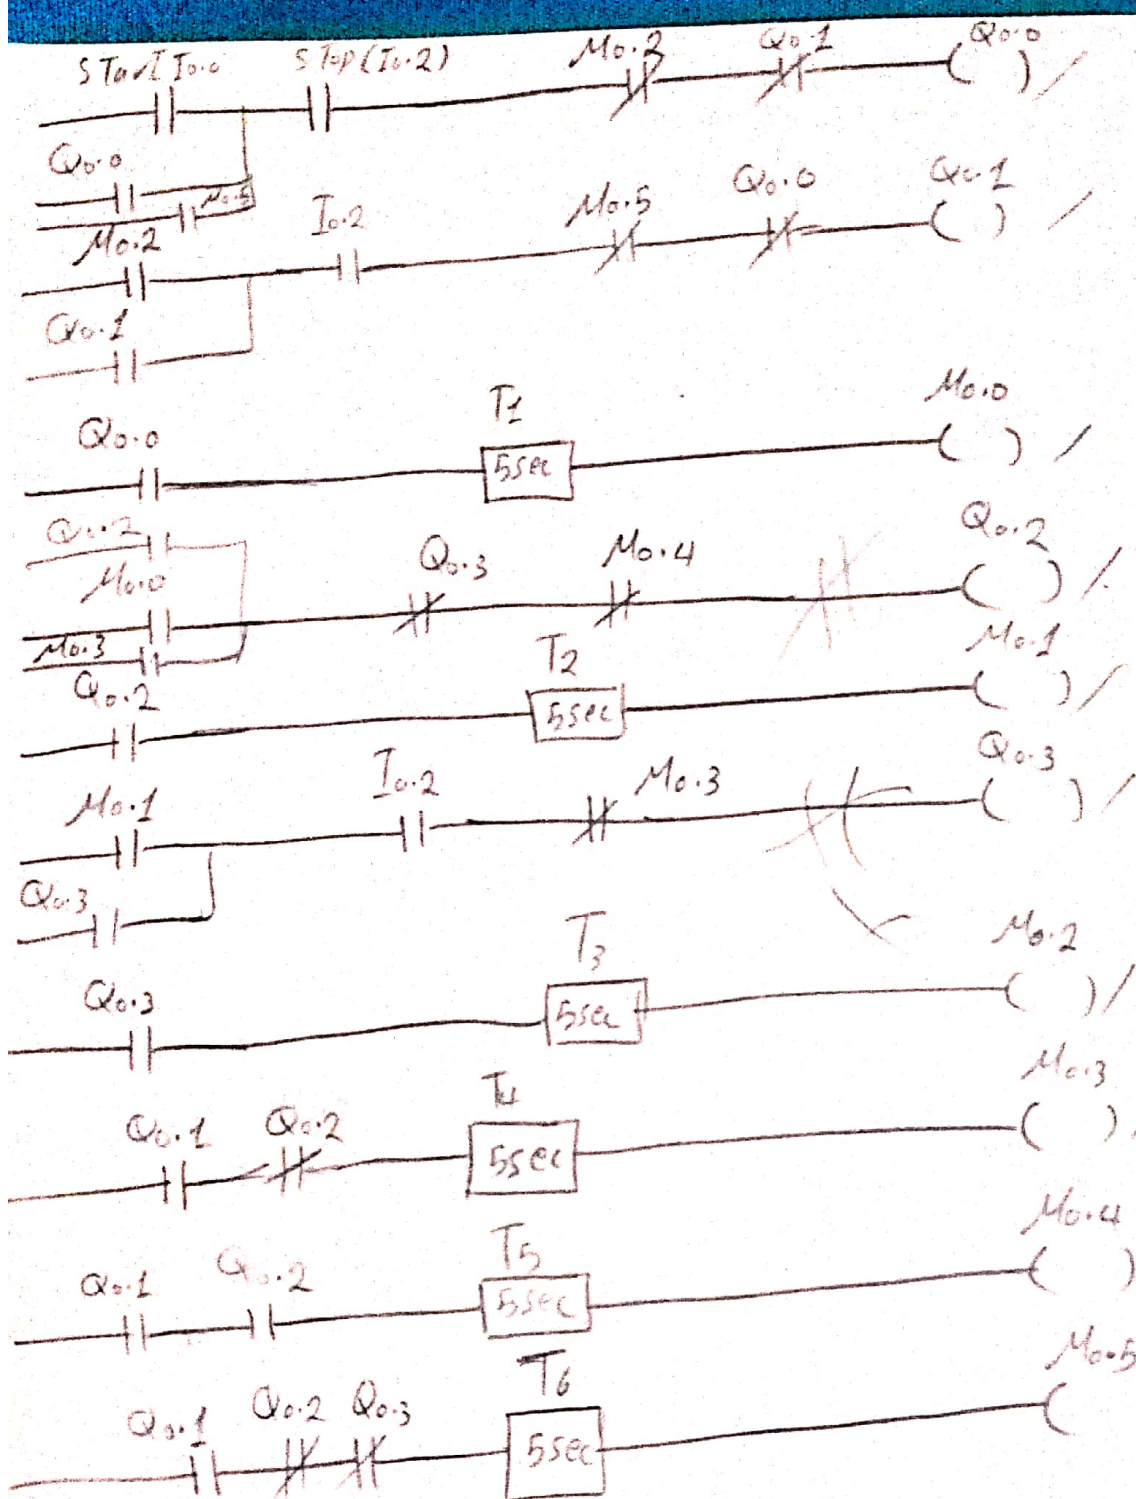 Start I0.0 Stop (I0.2) M0.2 Q0.1 Q0.0
Q0.0
M0.5
M0.2 I0.2 M0.5 Q0.0 Q0.1
Q0.1
Q0.0 T1 5sec M0.0
Q0.2
M0.0 Q0.3 M0.4 Q0.2
M0.3
Q0.2 T2 5sec M0.1
M0.1 I0.2 M0.3 Q0.3
Q0.3
Q0.3 T3 5sec M0.2
Q0.1 Q0.2 T4 5sec M0.3
Q0.1 Q0.2 T5 5sec M0.4
Q0.1 Q0.2 Q0.3 T6 5sec M0.5